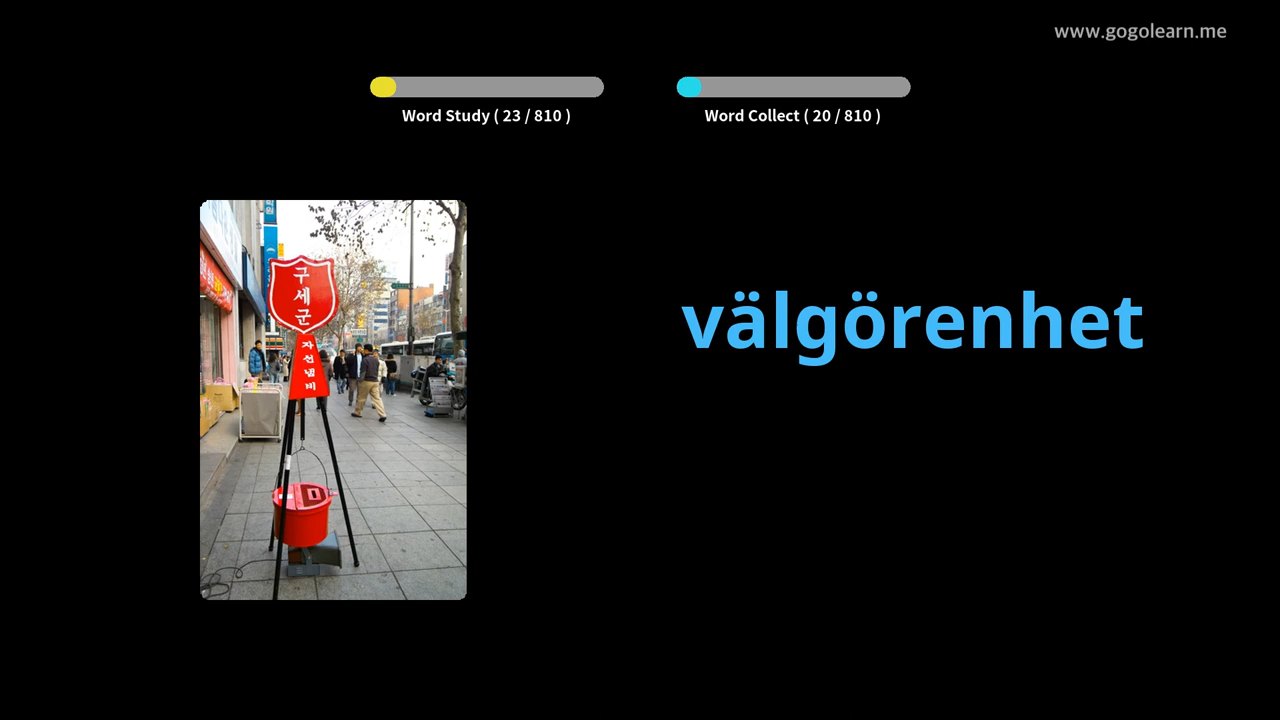 www.gogolearn.me
Word Study ( 23 / 810 )
Word Collect ( 20 / 810 )
구세군
자선냄비
välgörenhet